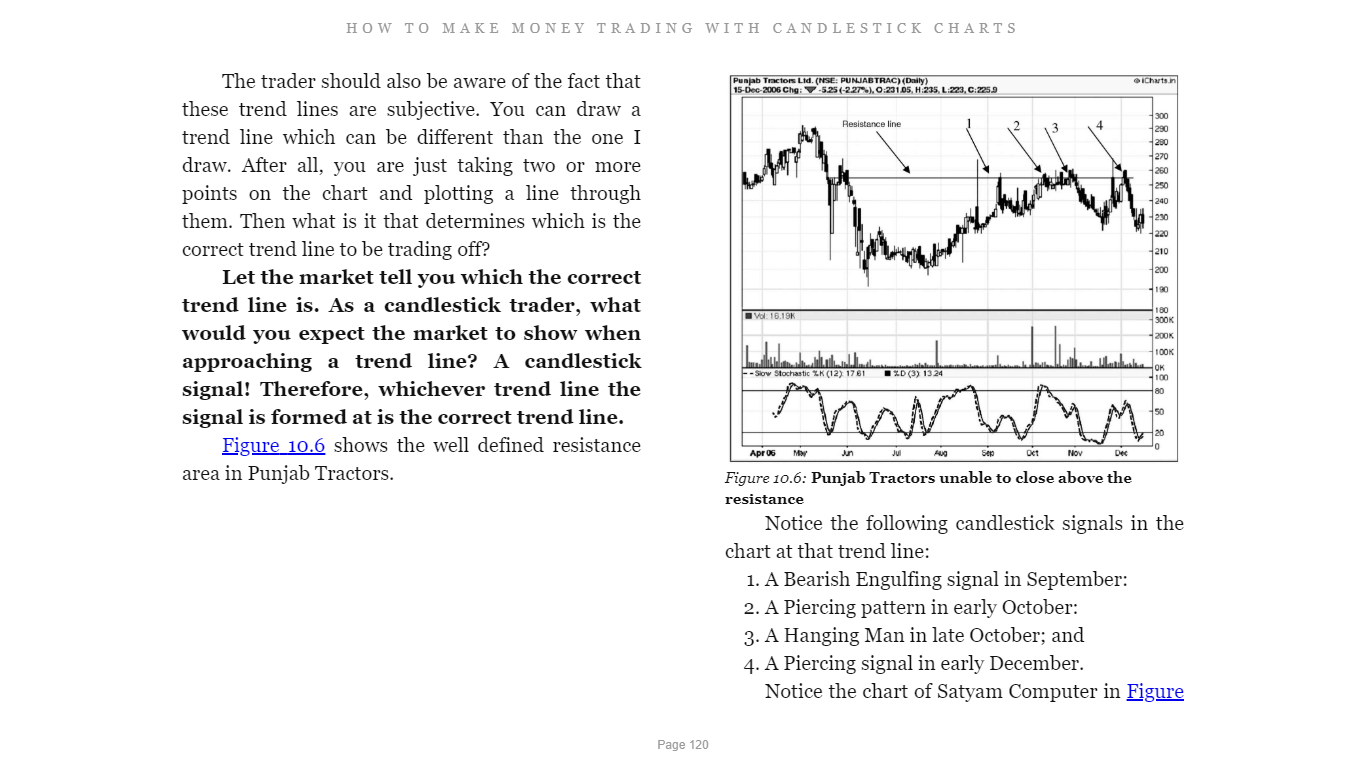 HOW TO MAKE MONEY TRADING WITH CANDLESTICK CHARTS
The trader should also be aware of the fact that
these trend lines are subjective. You can draw a
trend line which can be different than the one I
draw. After all, you are just taking two or more
points on the chart and plotting a line through
them. Then what is it that determines which is the
correct trend line to be trading off?
Let the market tell you which the correct
trend line is. As a candlestick trader, what
would you expect the market to show when
approaching a trend line? A candlestick
signal! Therefore, whichever trend line the
signal is formed at is the correct trend line.
Figure 10.6 shows the well defined resistance
area in Punjab Tractors.
Punjab Tractors Ltd. (NSE: PUNJABTRAC) (Daily)
© iCharts.in
15-Dec-2006 Chg: -5.25 (-2.27%), O:231.05, H:235, L:223, C:225.9
Resistance line
1
2
3
4
300
290
280
270
260
250
240
230
220
210
200
190
180
Vol: 16.19K
300K
200K
100K
0K
Slow Stochastic %K (12): 17.61 %D (3): 13.24
100
80
50
20
0
Apr 06 May Jun Jul Aug Sep Oct Nov Dec
Figure 10.6: Punjab Tractors unable to close above the
resistance
Notice the following candlestick signals in the
chart at that trend line:
1. A Bearish Engulfing signal in September:
2. A Piercing pattern in early October:
3. A Hanging Man in late October; and
4. A Piercing signal in early December.
Notice the chart of Satyam Computer in Figure
Page 120